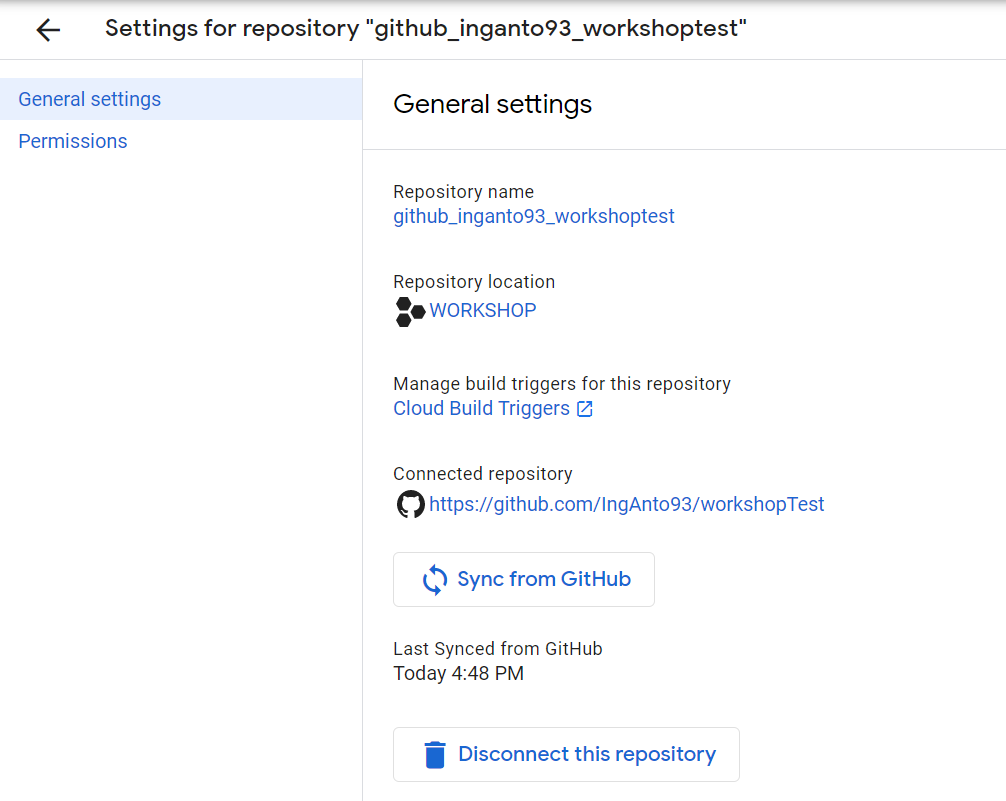 Settings for repository "github_inganto93_workshoptest"
General settings
Permissions
General settings
Repository name
github_inganto93_workshoptest
Repository location
WORKSHOP
Manage build triggers for this repository
Cloud Build Triggers
Connected repository
https://github.com/IngAnto93/workshopTest
Sync from GitHub
Last Synced from GitHub
Today 4:48 PM
Disconnect this repository